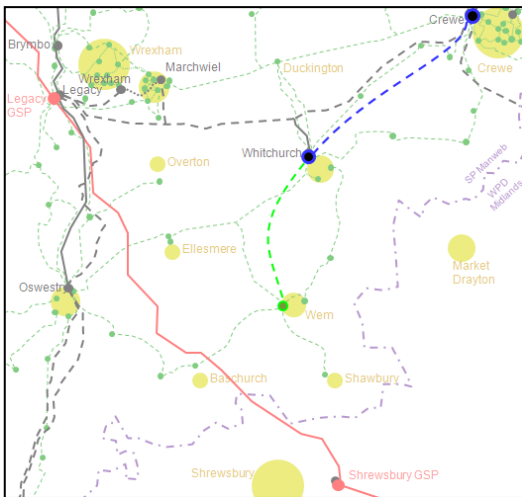 Crewe
Brymbo
Wrexham
Marchwiel
Duckington
Crewe
Wrexham
Legacy
Legacy
GSP
Whitchurch
Overton
SP Manweb
WPD
Midlands
Ellesmere
Market
Drayton
Oswestr
Wem
Baschurch
Shawbury
Shrewsbury
Shrewsbury GSP